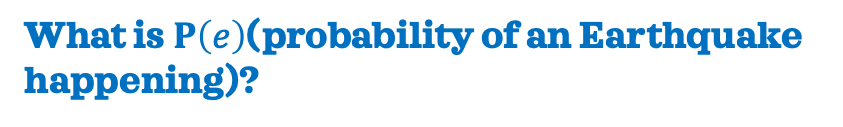 What is P(e)(probability of an Earthquake
happening)?